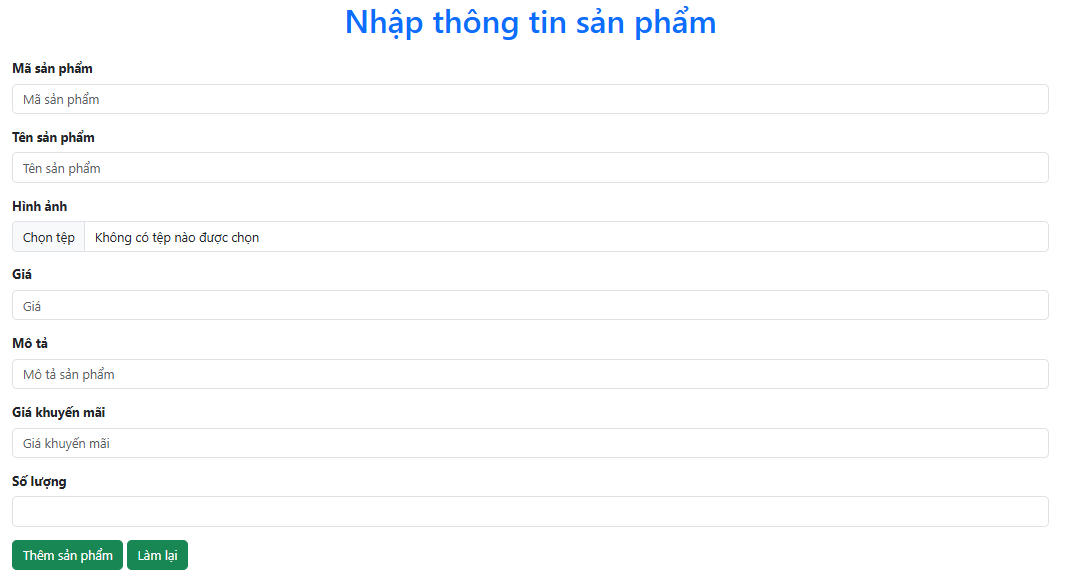 Nhập thông tin sản phẩm
Mã sản phẩm
Mã sản phẩm
Tên sản phẩm
Tên sản phẩm
Hình ảnh
Chọn tệp Không có tệp nào được chọn
Giá
Giá
Mô tả
Mô tả sản phẩm
Giá khuyến mãi
Giá khuyến mãi
Số lượng
Thêm sản phẩm Làm lại